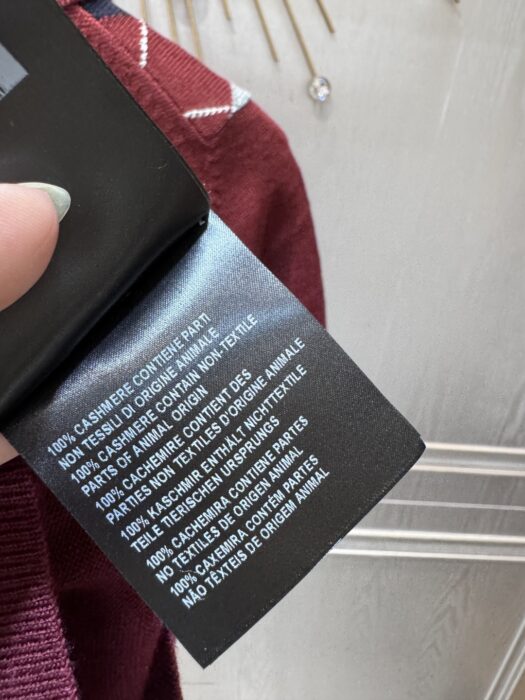 100% CASHMERE CONTIENE PARTI
NON TESSILI DI ORIGINE ANIMALE
100% CASHMERE CONTAIN NON-TEXTILE
PARTS OF ANIMAL ORIGIN
100% CACHEMIRE CONTIENT DES
PARTIES NON TEXTILES D'ORIGINE ANIMALE
100% KASCHMIR ENTHÄLT NICHTTEXTILE
TEILE TIERISCHEN URSPRUNGS
100% CACHEMIRA CONTIENE PARTES
NO TEXTILES DE ORIGEN ANIMAL
100% CAXEMIRA CONTÉM PARTES
NÃO TÊXTEIS DE ORIGEM ANIMAL